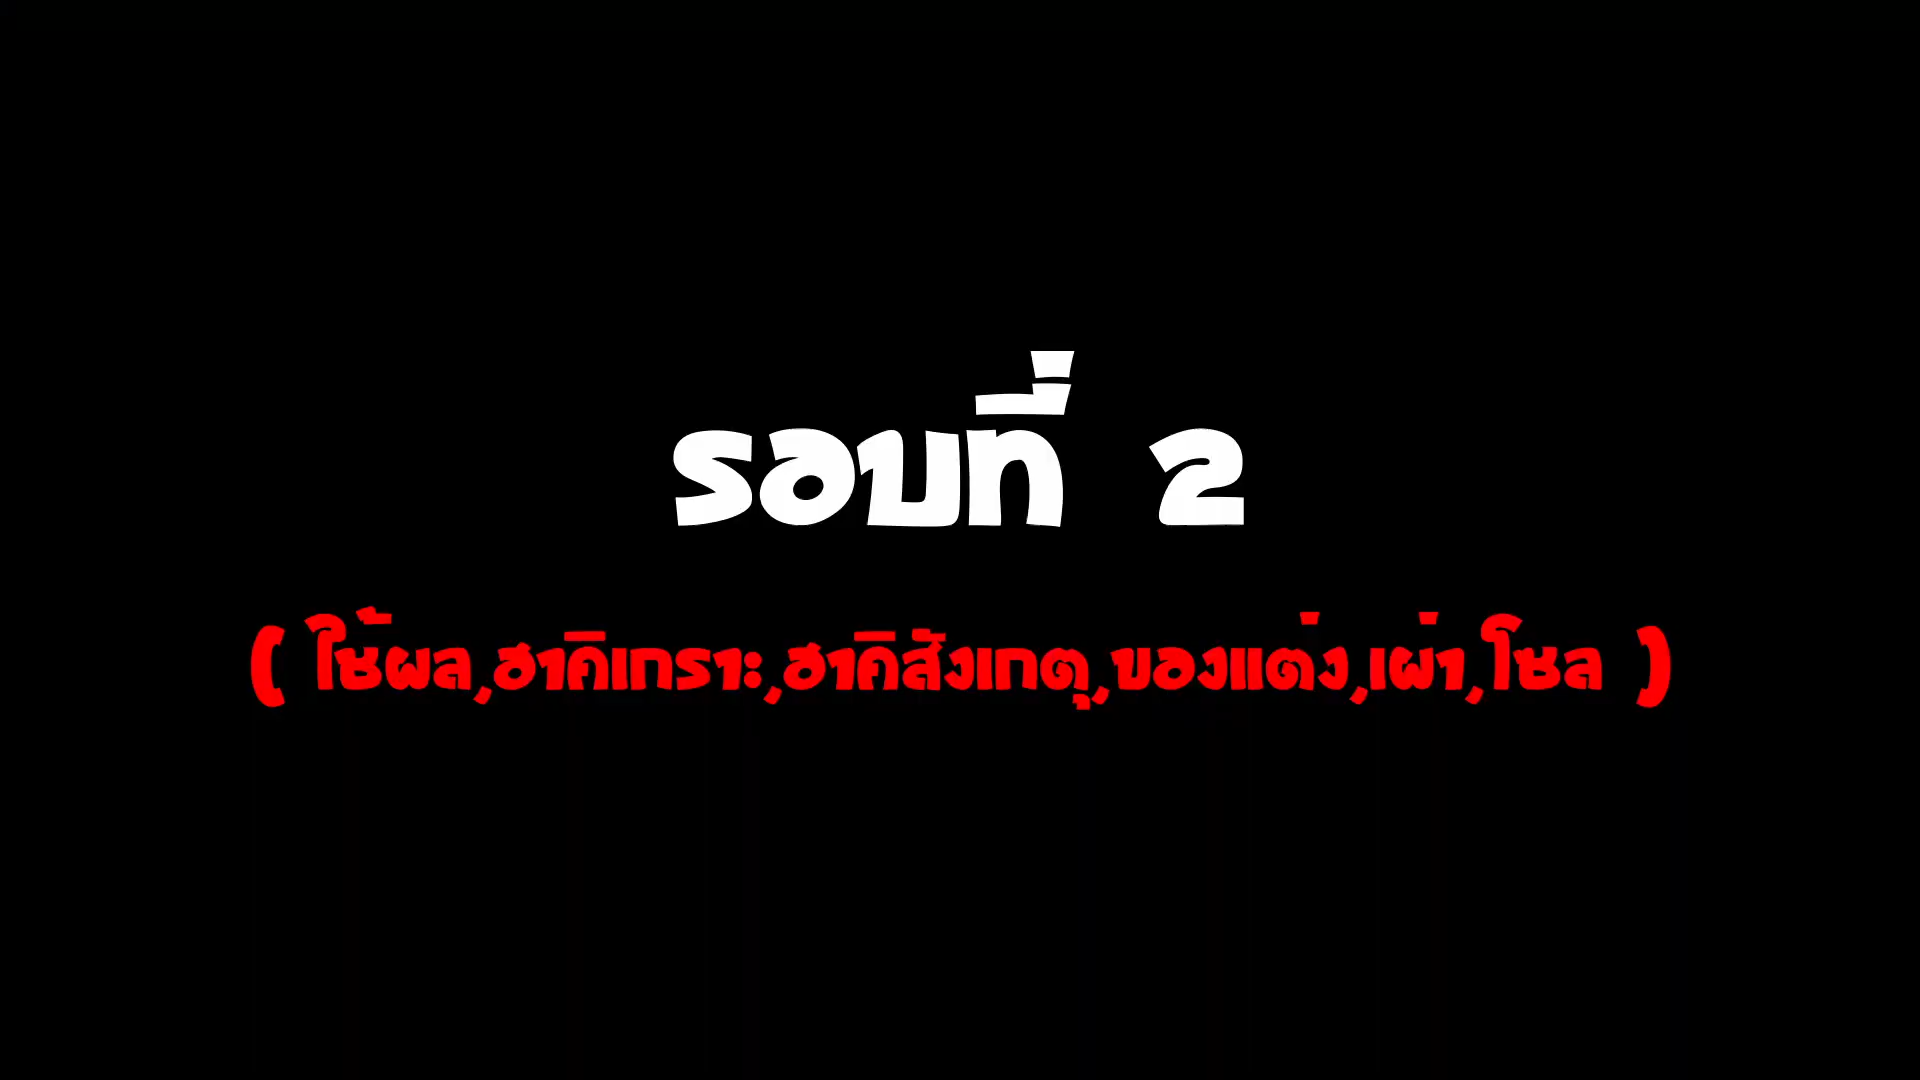 รอบที่ 2
( ใช้ผล,ฮาคิเกราะ,ฮาคิสังเกตุ,ของแต่ง,เผ่า,โซล )